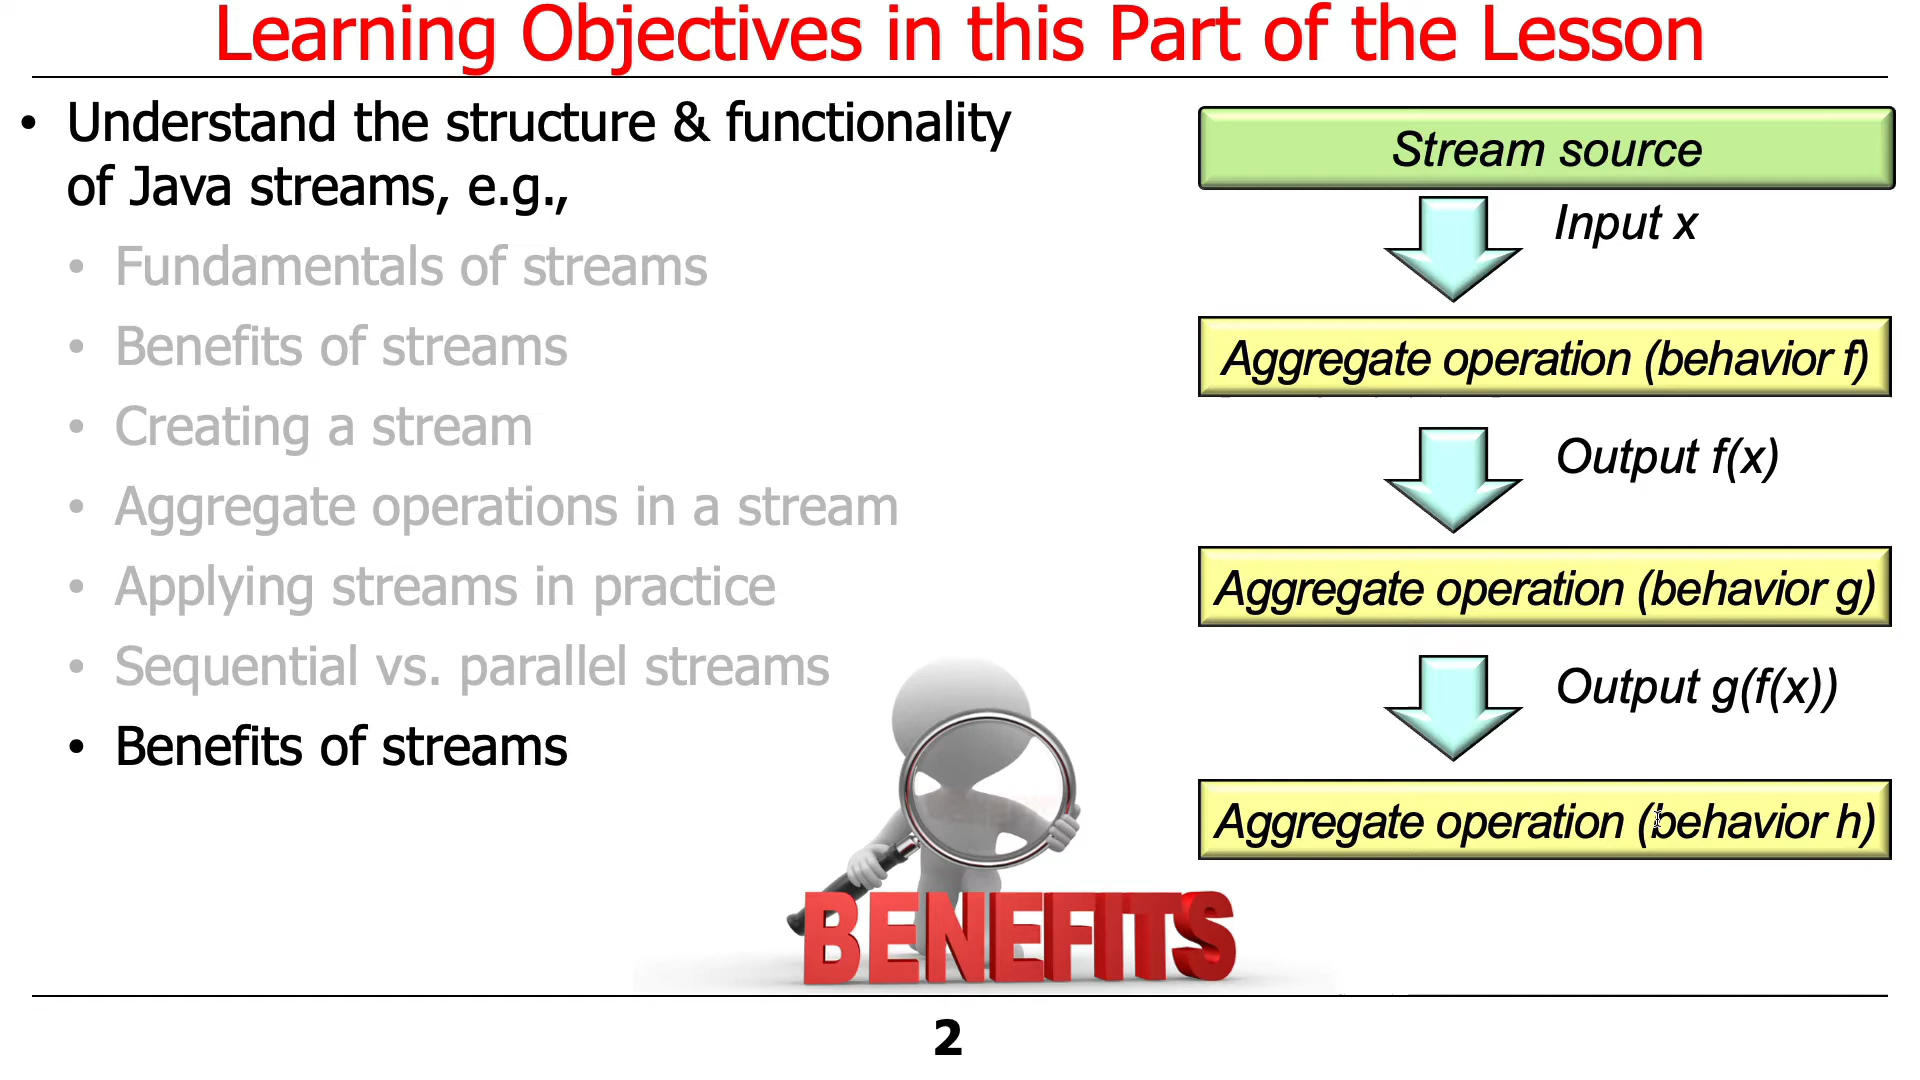 Learning Objectives in this Part of the Lesson
• Understand the structure & functionality
of Java streams, e.g.,
• Fundamentals of streams
• Benefits of streams
• Creating a stream
• Aggregate operations in a stream
• Applying streams in practice
• Sequential vs. parallel streams
• Benefits of streams
Stream source
Input x
Aggregate operation (behavior f)
Output f(x)
Aggregate operation (behavior g)
Output g(f(x))
Aggregate operation (behavior h)
BENEFITS
2